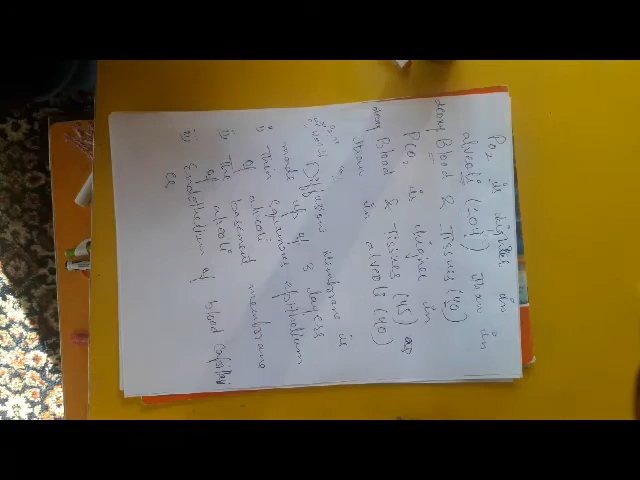 PO₂ is higher in
alveoli (104) than in
deoxy Blood & Tissues (40)
PCO₂ is higher in
deoxy Blood & Tissues (45) as
than in alveoli (40)
Diffusion membrane is
made up of 3 layers
i) Thin squamous epithelium
of alveoli
ii) The basement membrane
of alveoli
iii) Endothelium of blood capillari
es